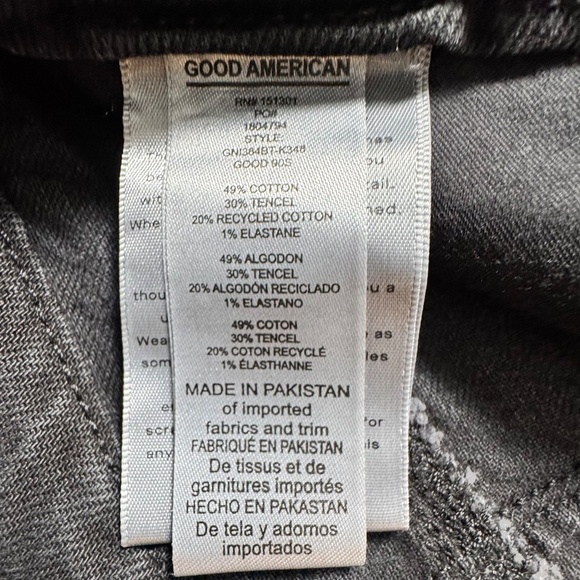 GOOD AMERICAN
RN# 151301
PO#
1804794
STYLE:
GNI384BT-K348
GOOD 90S
49% COTTON
30% TENCEL
20% RECYCLED COTTON
1% ELASTANE
49% ALGODON
30% TENCEL
20% ALGODÓN RECICLADO
1% ELASTANO
49% COTON
30% TENCEL
20% COTON RECYCLÉ
1% ÉLASTHANNE
MADE IN PAKISTAN
of imported
fabrics and trim
FABRIQUÉ EN PAKISTAN
De tissus et de
garnitures importés
HECHO EN PAKASTAN
De tela y adornos
importados